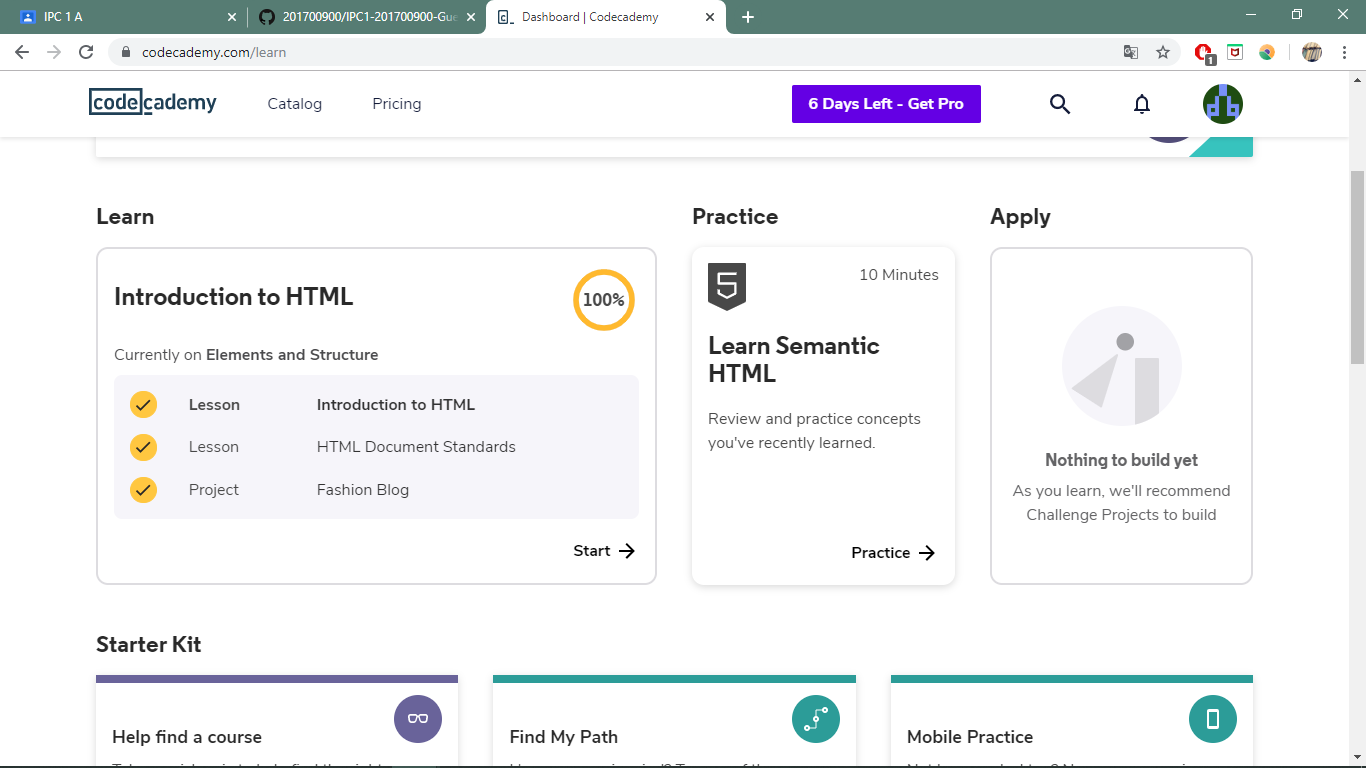 IPC 1 A
201700900/IPC1-201700900-Gue
Dashboard | Codecademy
codecademy.com/learn
1
codecademy
Catalog
Pricing
6 Days Left - Get Pro
Learn
Practice
Apply
Introduction to HTML
100%
Currently on Elements and Structure
Lesson Introduction to HTML
Lesson HTML Document Standards
Project Fashion Blog
Start
5
10 Minutes
Learn Semantic
HTML
Review and practice concepts
you've recently learned.
Practice
Nothing to build yet
As you learn, we'll recommend
Challenge Projects to build
Starter Kit
Help find a course
Find My Path
Mobile Practice